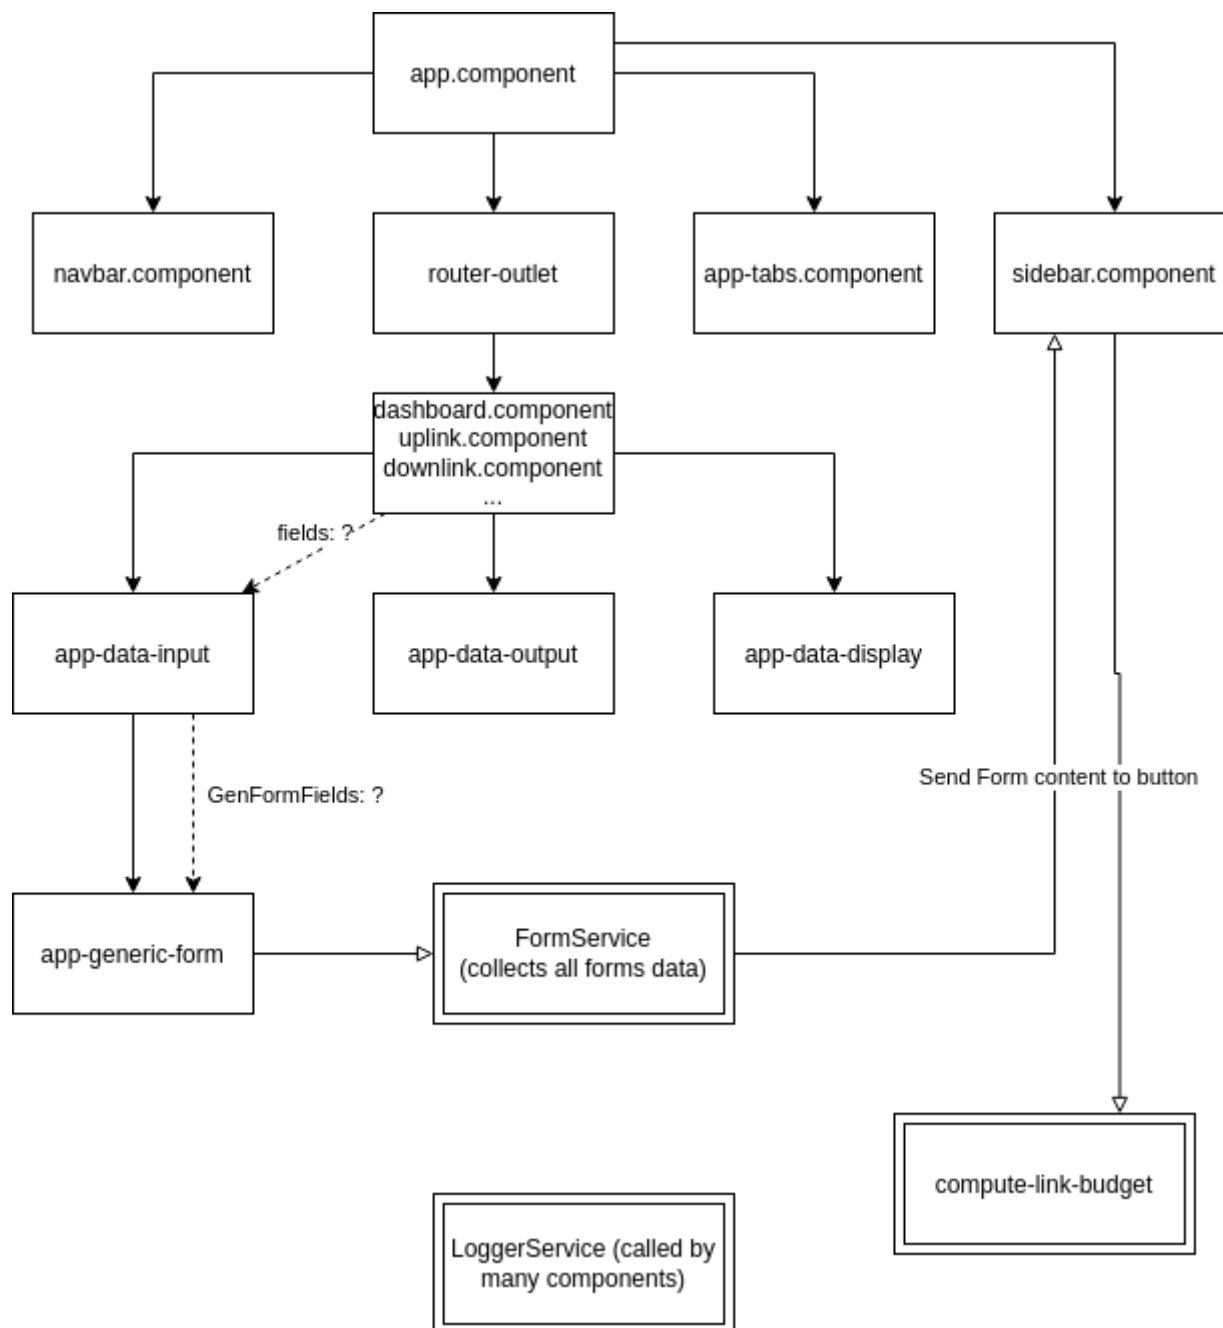 app.component
navbar.component
router-outlet
app-tabs.component
sidebar.component
dashboard.component
uplink.component
downlink.component
...
fields: ?
app-data-input
app-data-output
app-data-display
Send Form content to button
GenFormFields: ?
app-generic-form
FormService
(collects all forms data)
compute-link-budget
LoggerService (called by
many components)